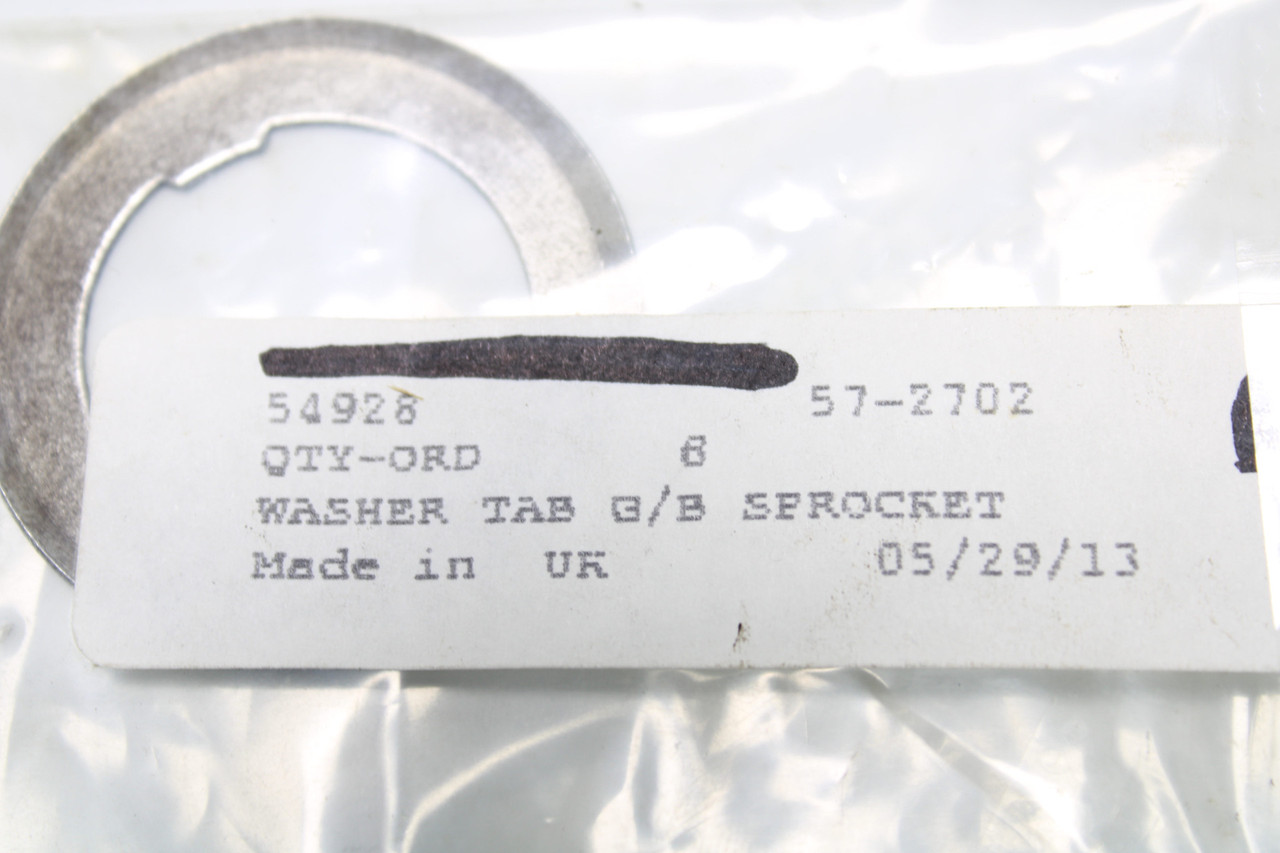 54928 57-2702
QTY-ORD 6
WASHER TAB G/B SPROCKET
Made in UK 05/29/13